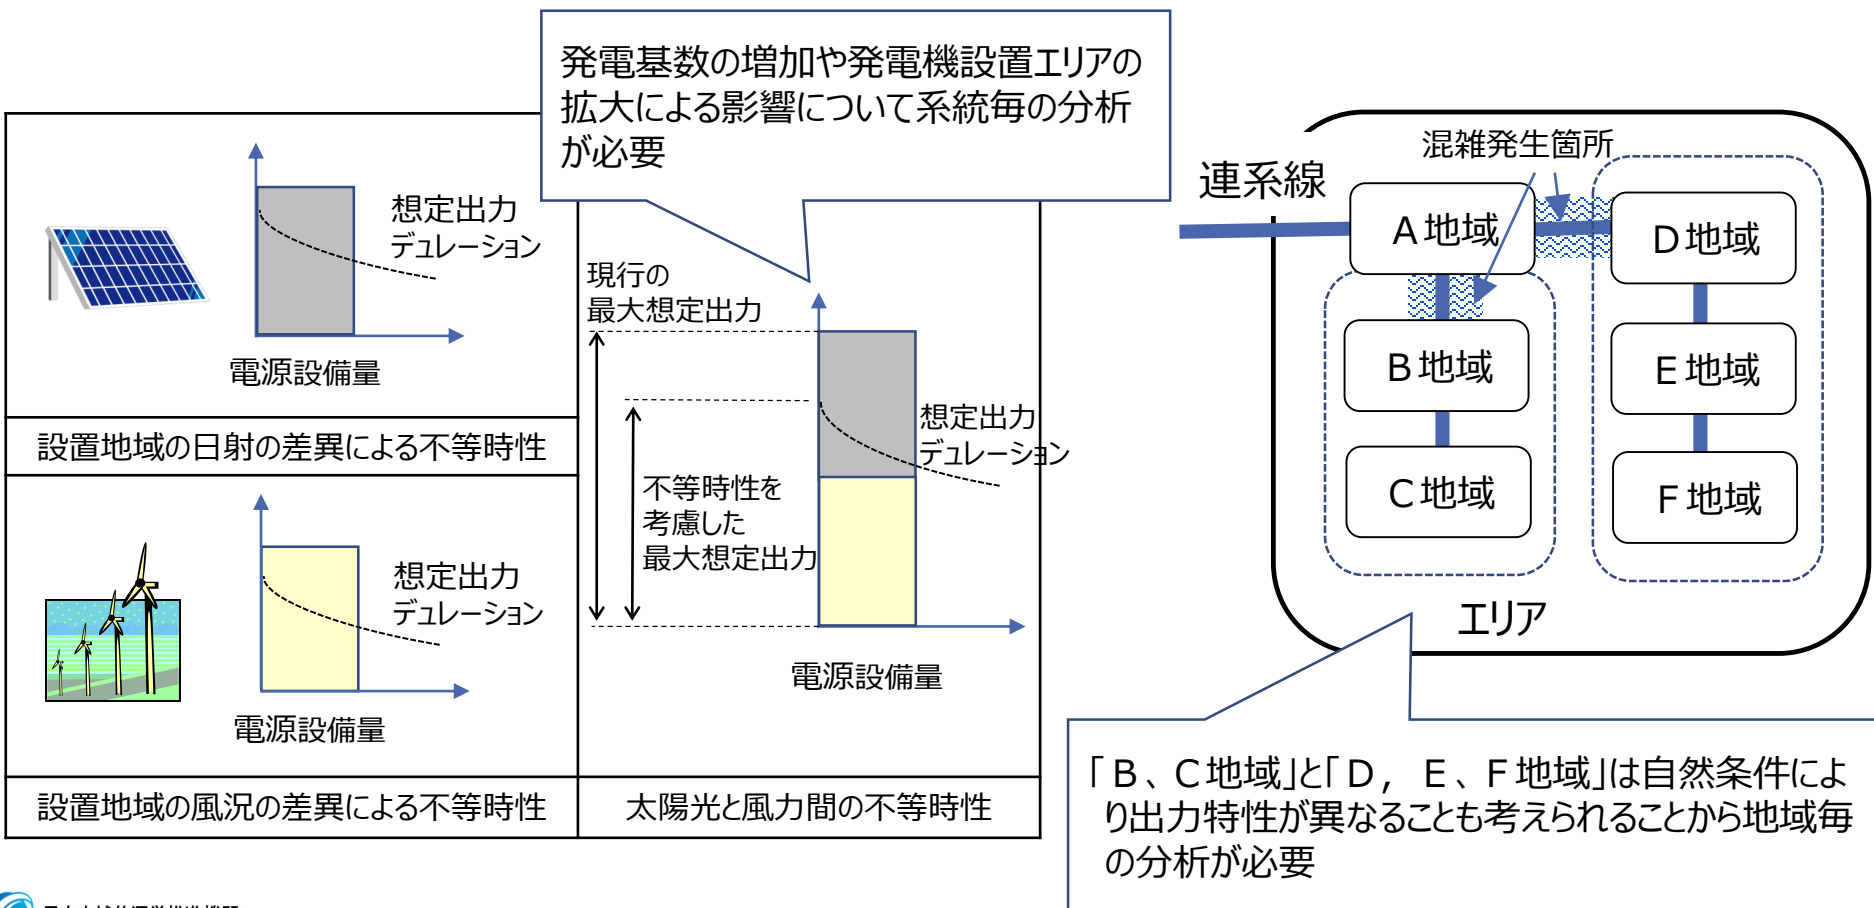 発電基数の増加や発電機設置エリアの
拡大による影響について系統毎の分析
が必要
想定出力
デュレーション
電源設備量
設置地域の日射の差異による不等時性
想定出力
デュレーション
電源設備量
設置地域の風況の差異による不等時性
現行の
最大想定出力
不等時性を
考慮した
最大想定出力
想定出力
デュレーション
電源設備量
太陽光と風力間の不等時性
混雑発生箇所
連系線
A地域
D地域
B地域
E地域
C地域
F地域
エリア
「B、C地域」と「D，E、F地域」は自然条件によ
り出力特性が異なることも考えられることから地域毎
の分析が必要